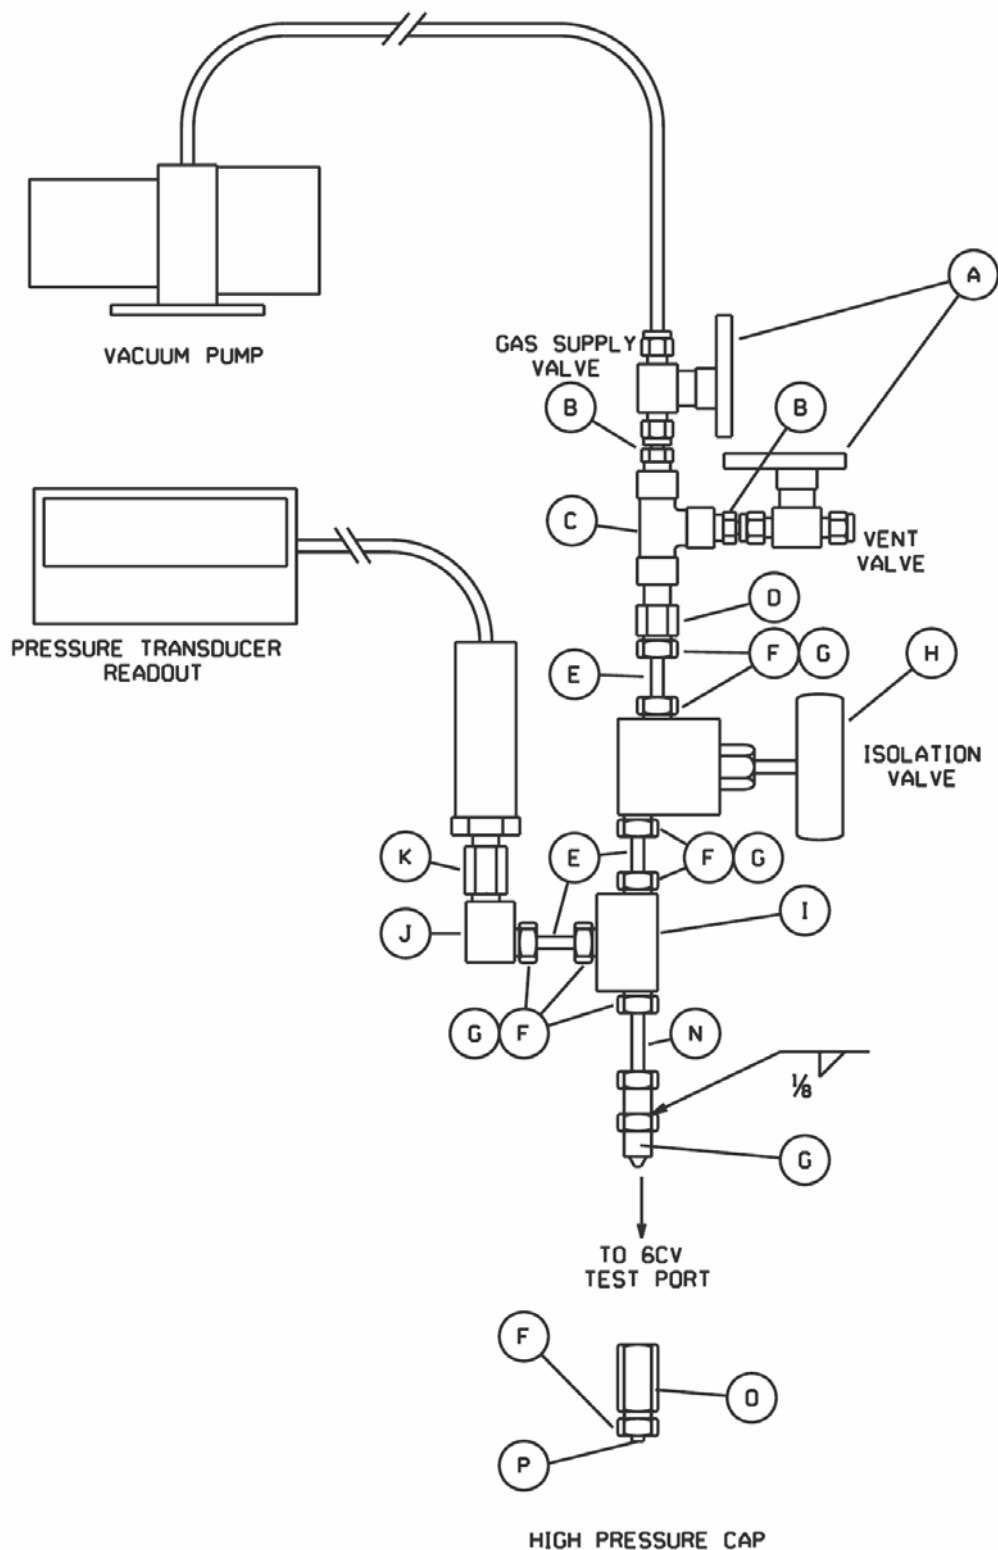 A
GAS SUPPLY
VALVE
VACUUM PUMP
B
B
C
VENT
VALVE
D
PRESSURE TRANSDUCER
READOUT
E
F
G
H
ISOLATION
VALVE
K
E
F
G
J
I
G
F
N
1/8
G
TO 6CV
TEST PORT
F
O
P
HIGH PRESSURE CAP